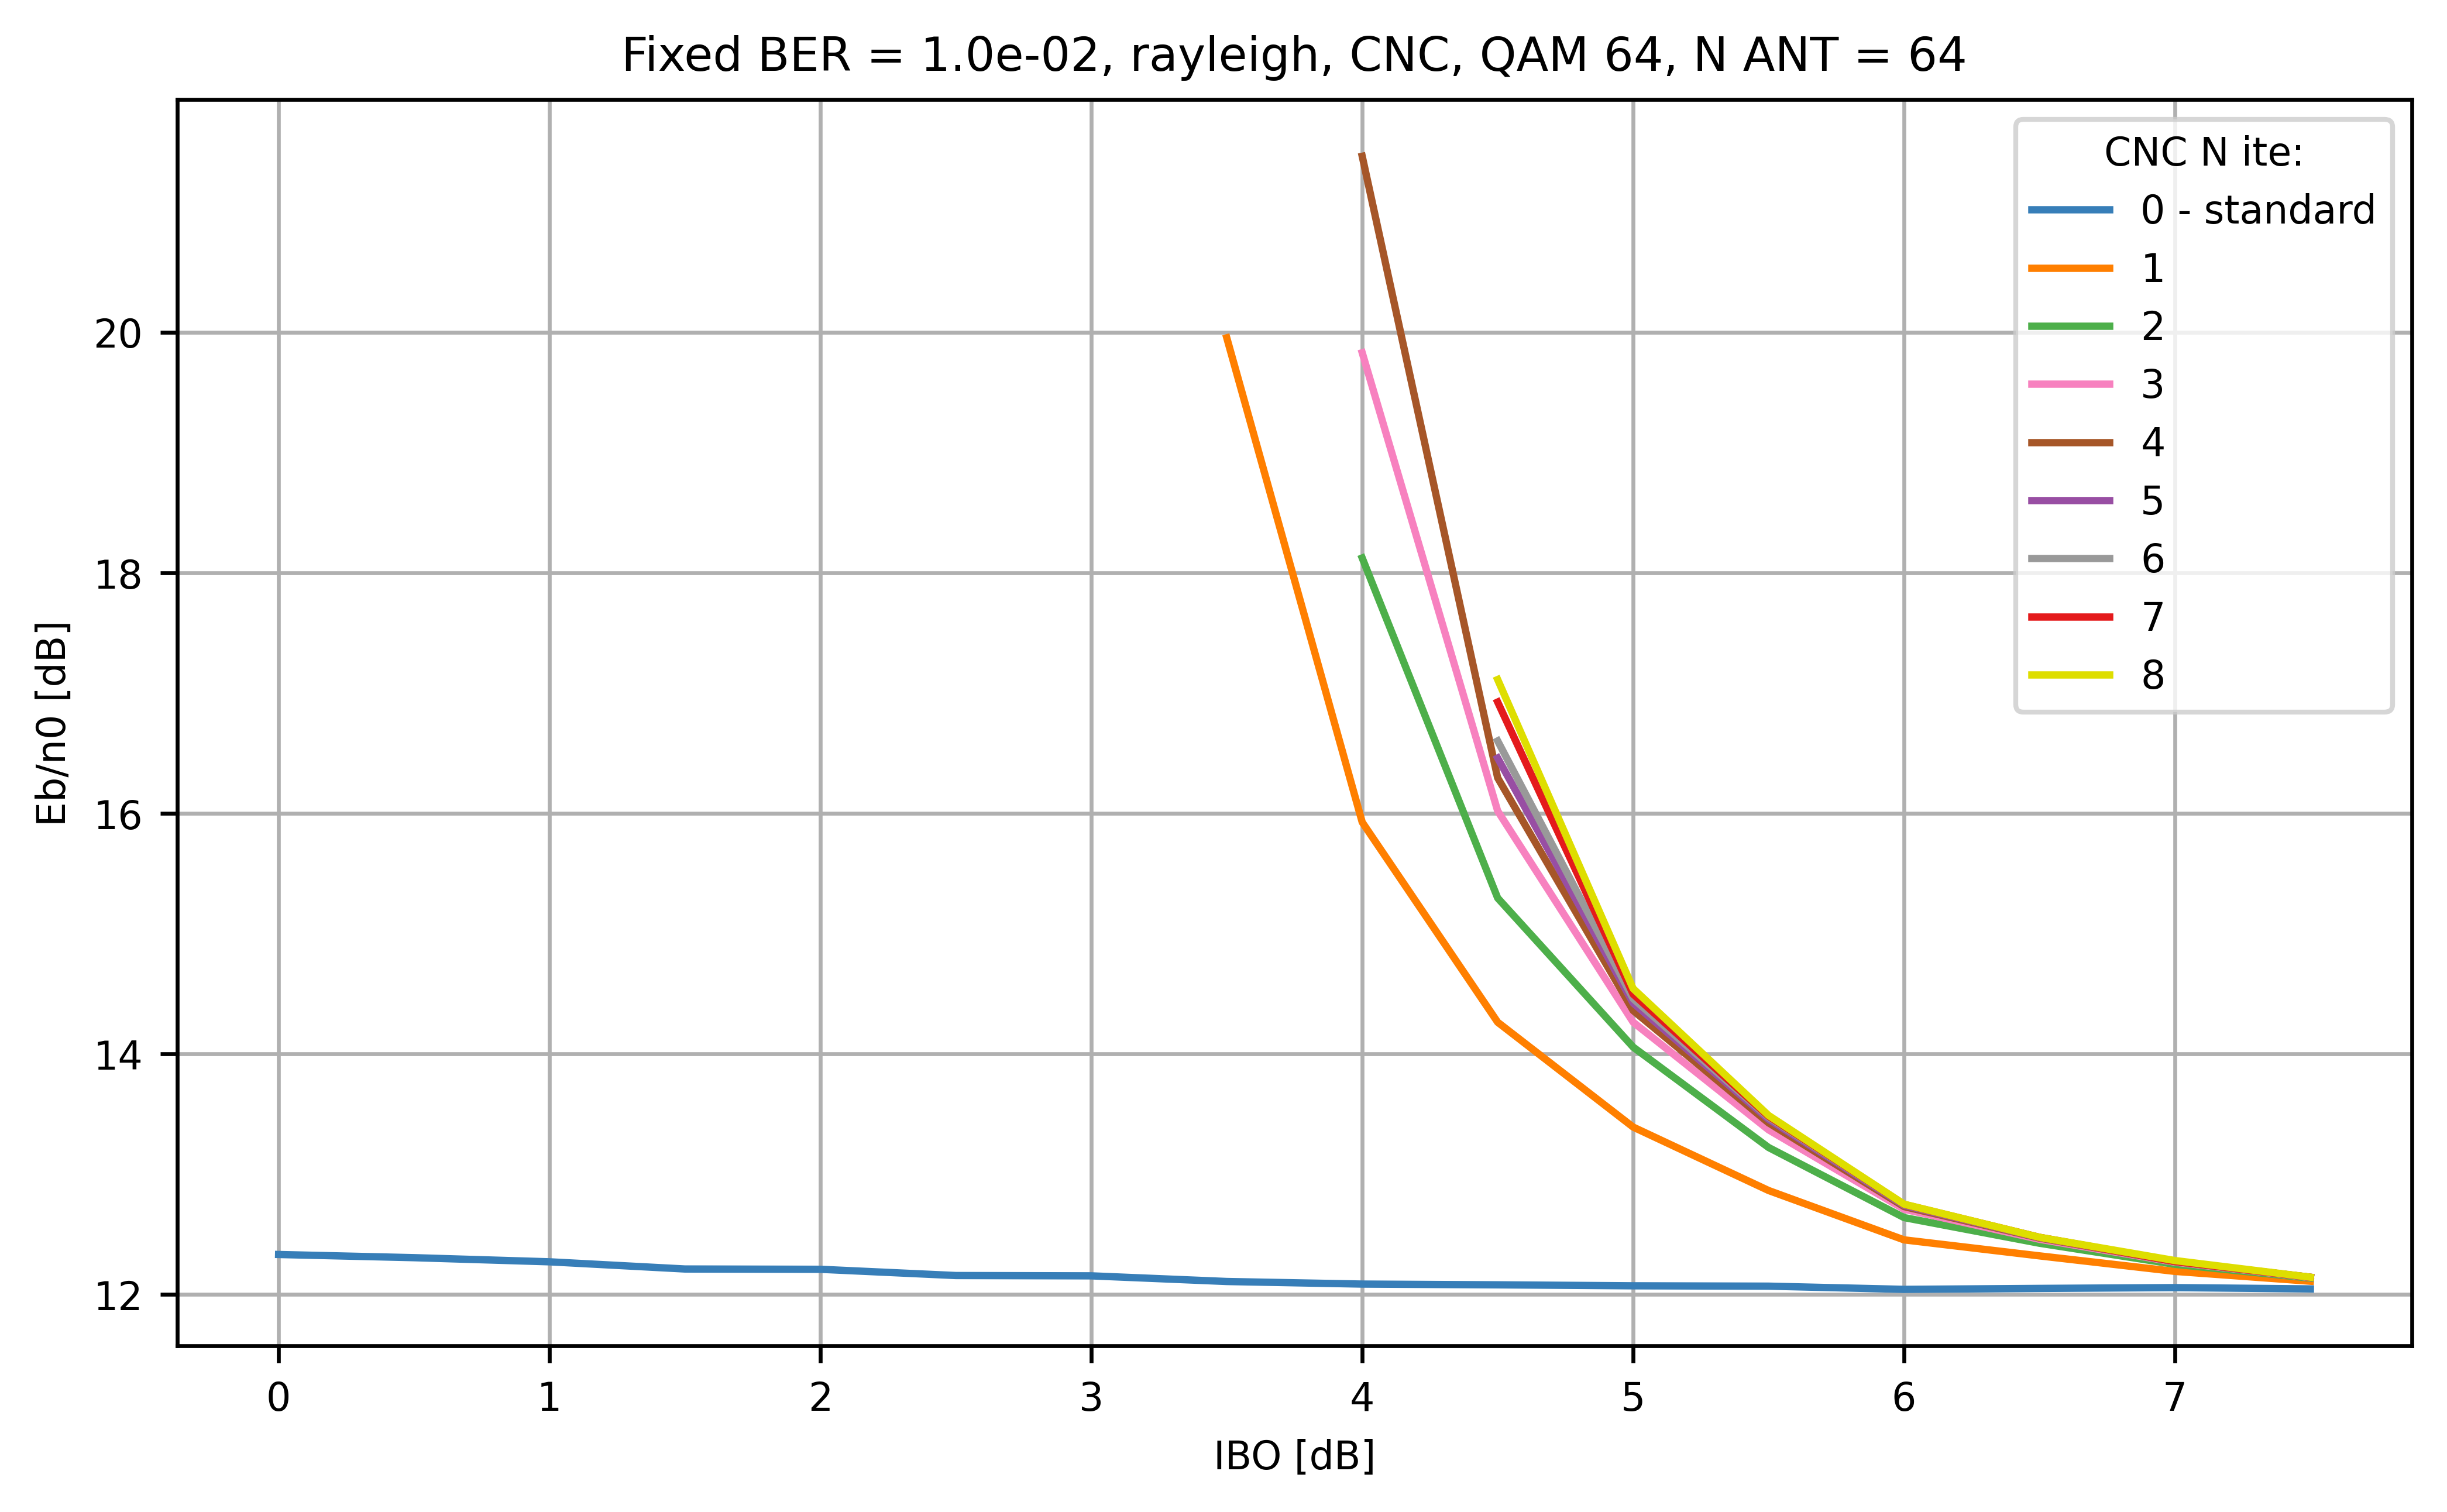 Fixed BER = 1.0e-02, rayleigh, CNC, QAM 64, N ANT = 64
CNC N ite:
0 - standard
1
2
3
4
5
6
7
8
Eb/n0 [dB]
20
18
16
14
12
0 1 2 3 4 5 6 7
IBO [dB]